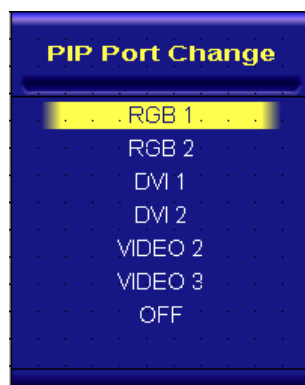 PIP Port Change
RGB 1
RGB 2
DVI 1
DVI 2
VIDEO 2
VIDEO 3
OFF